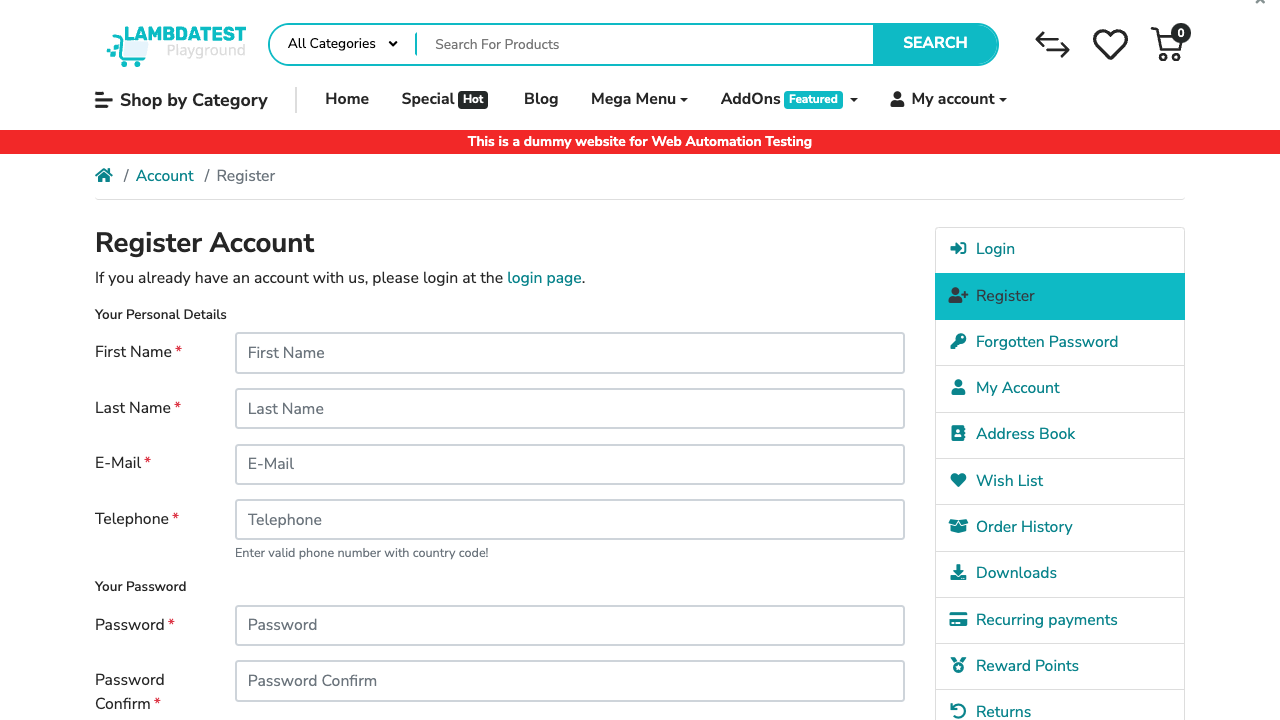 LAMBDATEST
Playground
All Categories
Search For Products
SEARCH
0
Shop by Category
Home
Special Hot
Blog
Mega Menu
AddOns Featured
My account
This is a dummy website for Web Automation Testing
/ Account / Register
Register Account
If you already have an account with us, please login at the login page.
Your Personal Details
First Name *
First Name
Last Name *
Last Name
E-Mail *
E-Mail
Telephone *
Telephone
Enter valid phone number with country code!
Your Password
Password *
Password
Password
Confirm *
Password Confirm
Login
Register
Forgotten Password
My Account
Address Book
Wish List
Order History
Downloads
Recurring payments
Reward Points
Returns